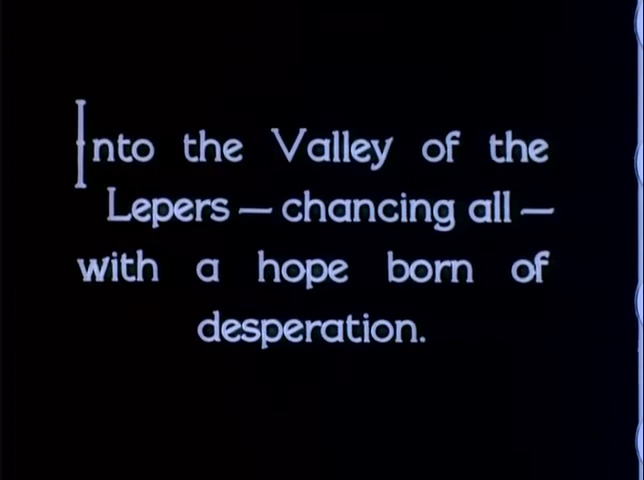 Into the Valley of the
Lepers — chancing all —
with a hope born of
desperation.